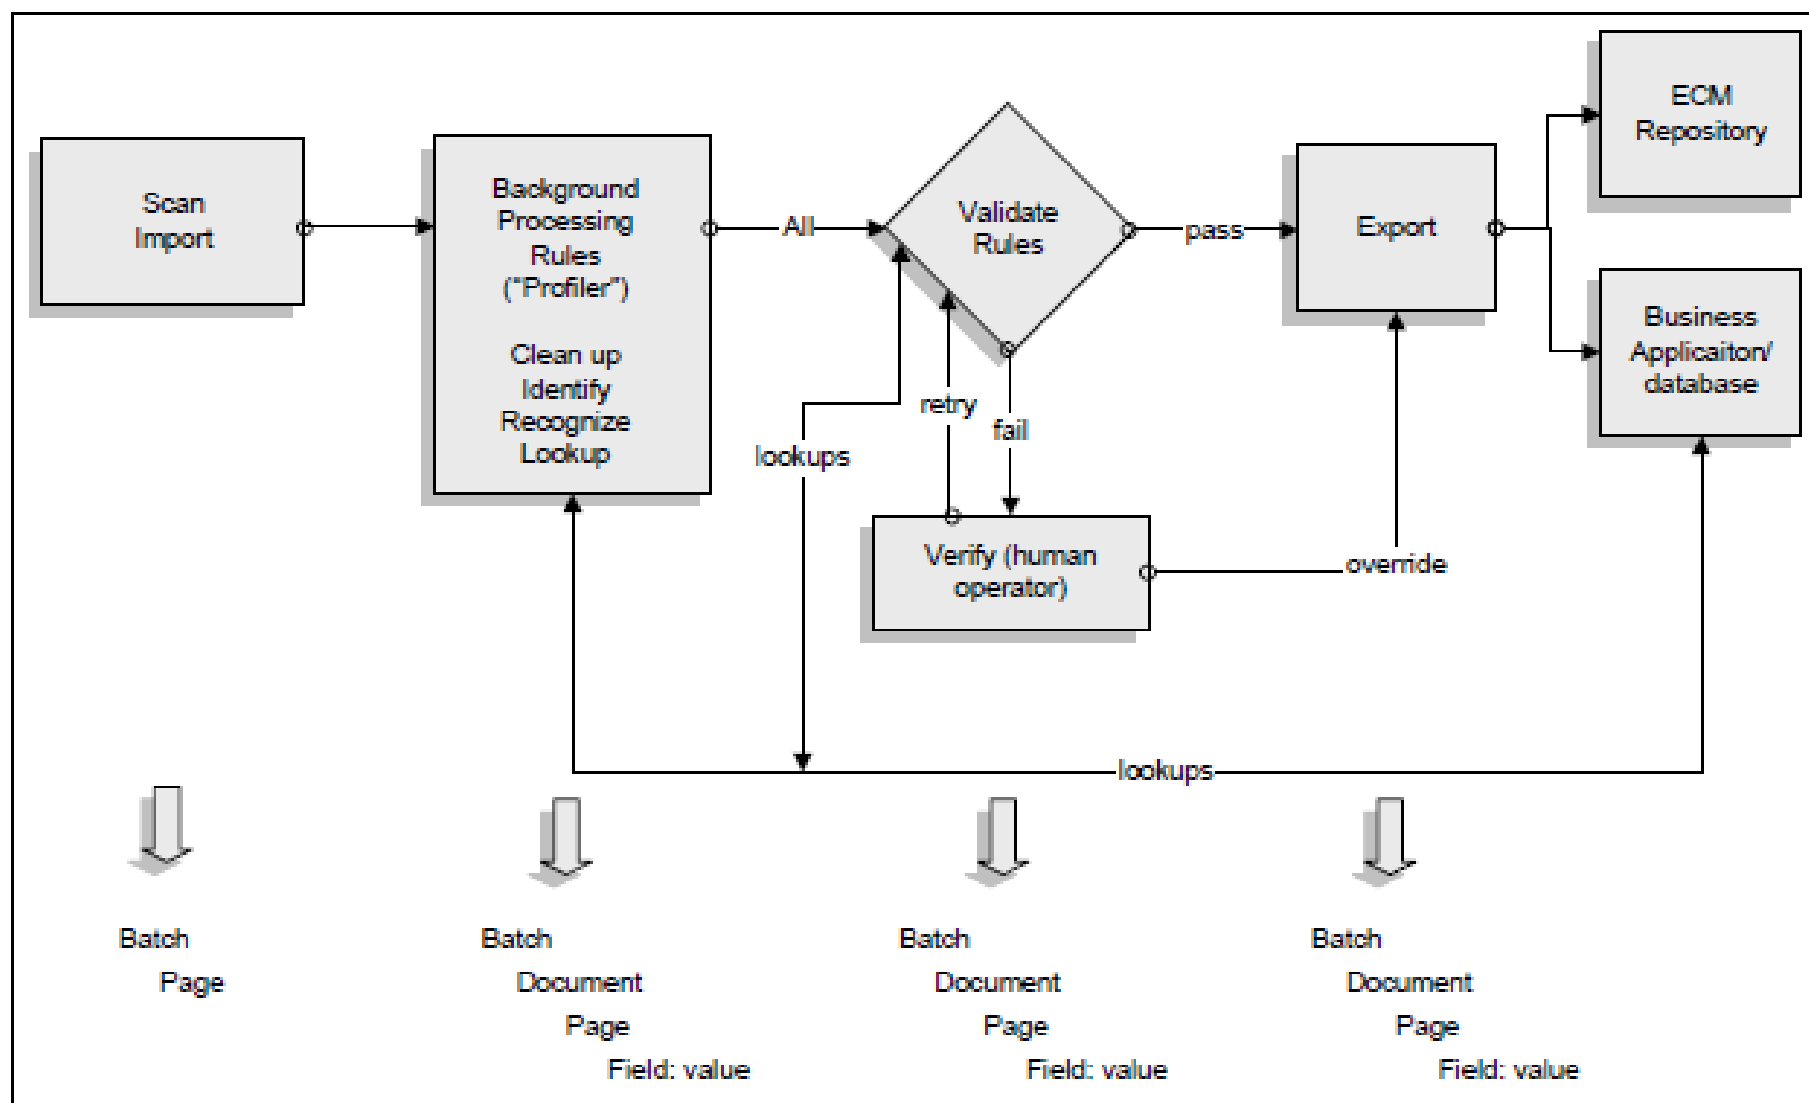 Scan
Import
Background
Processing
Rules
("Profiler")
Clean up
Identify
Recognize
Lookup
All
Validate
Rules
pass
Export
ECM
Repository
Business
Applicaiton/
database
retry
fail
lookups
Verify (human
operator)
override
lookups
Batch
Page
Batch
Document
Page
Field: value
Batch
Document
Page
Field: value
Batch
Document
Page
Field: value